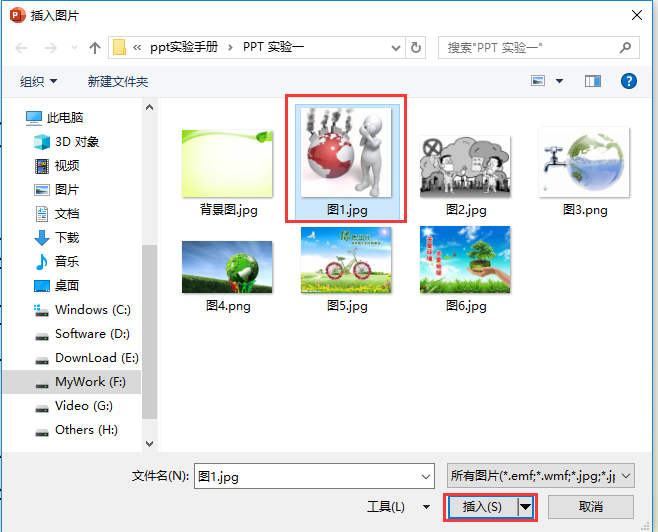 插入图片
« ppt实验手册 › PPT 实验一
搜索"PPT 实验一"
组织
新建文件夹
此电脑
3D 对象
视频
图片
文档
下载
音乐
桌面
Windows (C:)
Software (D:)
DownLoad (E:)
MyWork (F:)
Video (G:)
Others (H:)
背景图.jpg
图1.jpg
图2.jpg
图3.png
图4.png
图5.jpg
图6.jpg
文件名(N):
图1.jpg
所有图片(*.emf;*.wmf;*.jpg;*.jp
工具(L)
插入(S)
取消